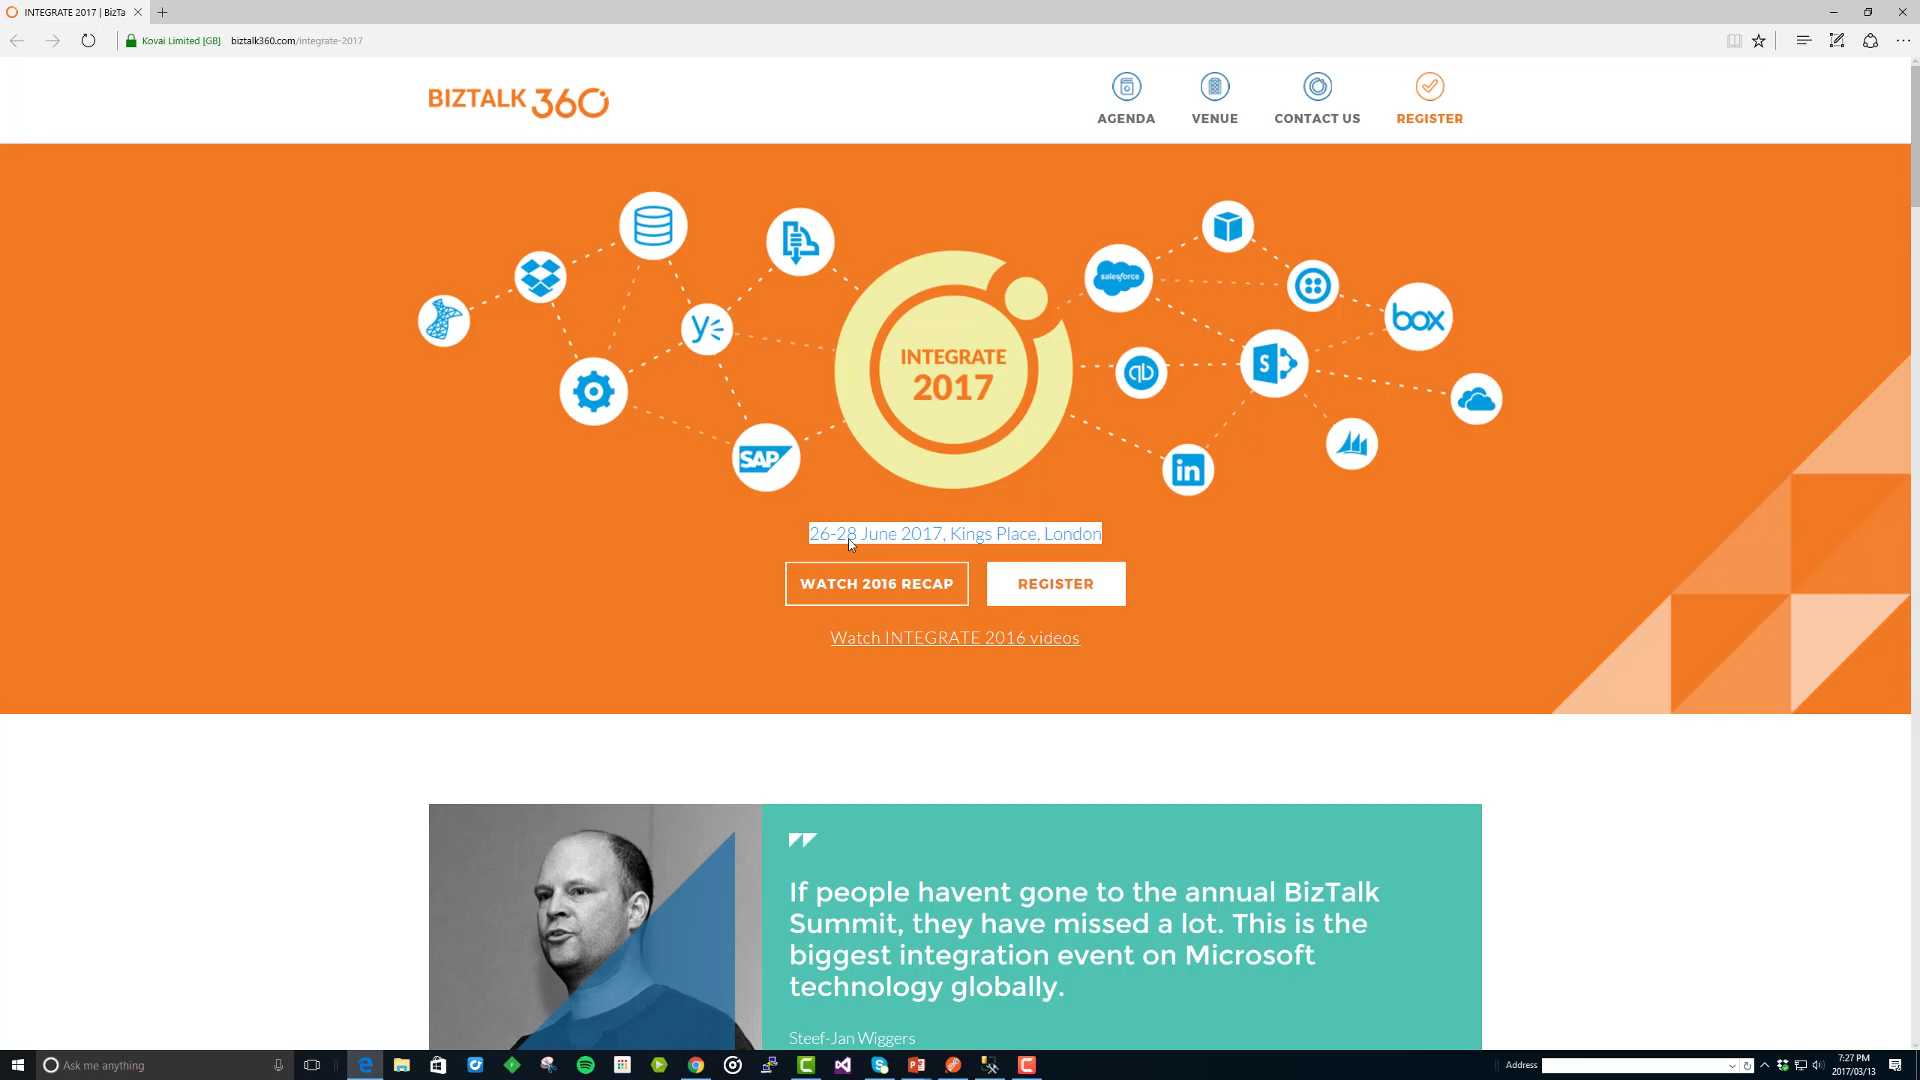 INTEGRATE 2017 | BizTa
Kovai Limited [GB] biztalk360.com/integrate-2017
BIZTALK 360
AGENDA VENUE CONTACT US REGISTER
salesforce
box
INTEGRATE
2017
S
qb
SAP
in
26-28 June 2017, Kings Place, London
WATCH 2016 RECAP REGISTER
Watch INTEGRATE 2016 videos
If people havent gone to the annual BizTalk
Summit, they have missed a lot. This is the
biggest integration event on Microsoft
technology globally.
Steef-Jan Wiggers
Ask me anything
Address
7:27 PM
2017/03/13